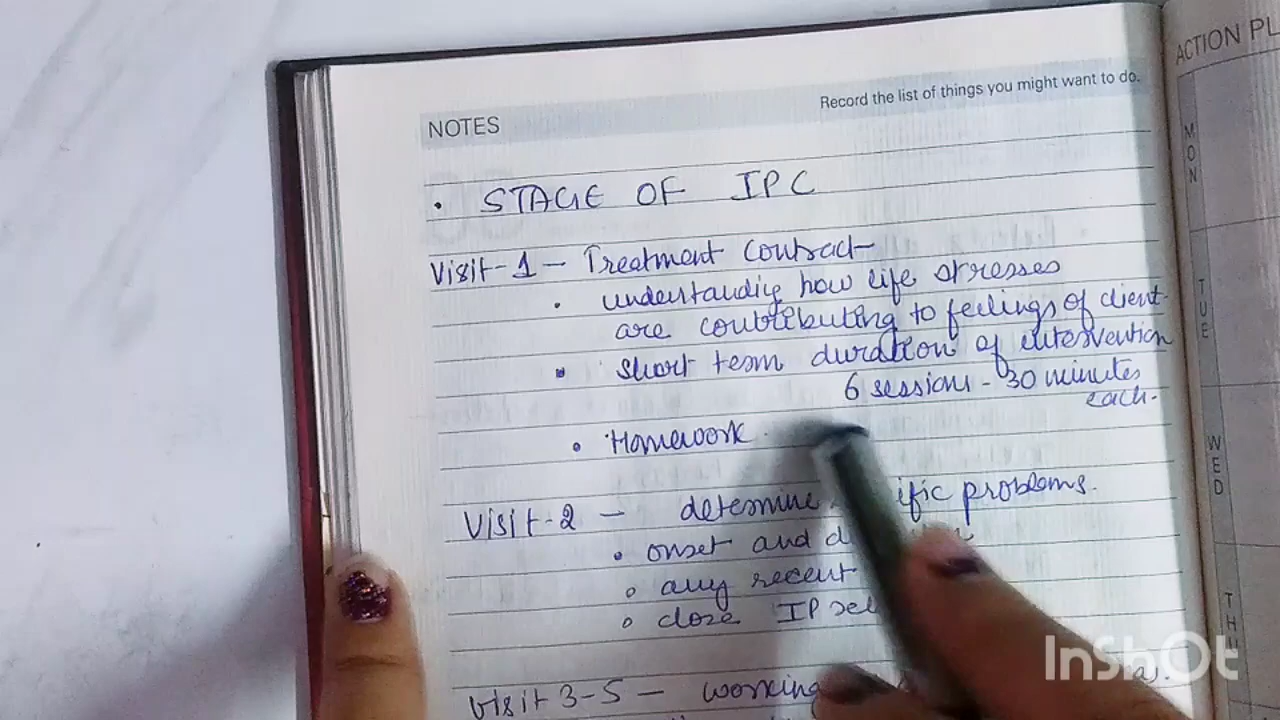 NOTES
Record the list of things you might want to do.
ACTION PL
• STAGE OF IPC
Visit-1 – Treatment Contract–
• understanding how life stresses
are contributing to feelings of client.
• short term duration of intervention
6 sessions - 30 minutes
each.
• Homework.
Visit-2 – determine problems.
• onset and
• any recent
• close IP
Visit 3-5 – working
MON
TUE
WED
InShOt